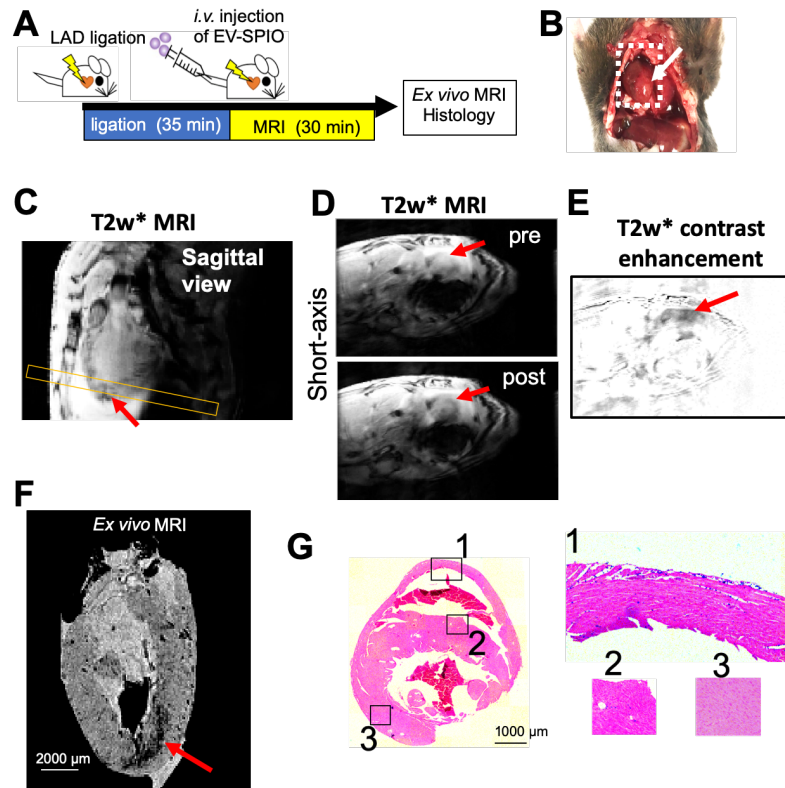 A
LAD ligation
i.v. injection
of EV-SPIO
ligation (35 min)
MRI (30 min)
Ex vivo MRI
Histology
B
C
T2w* MRI
Sagittal
view
D
T2w* MRI
Short-axis
pre
post
E
T2w* contrast
enhancement
F
Ex vivo MRI
2000 µm
G
1
2
3
1000 µm
1
2
3